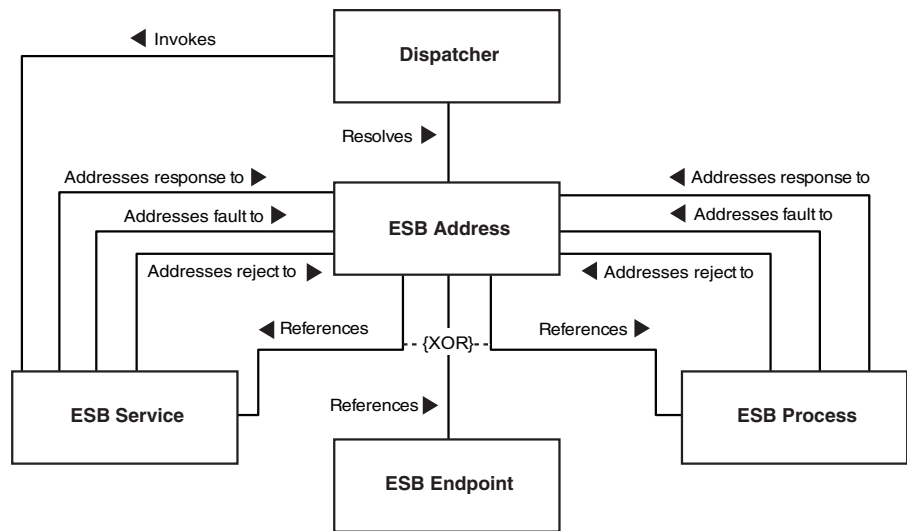 Invokes
Dispatcher
Resolves
Addresses response to
Addresses response to
Addresses fault to
Addresses fault to
ESB Address
Addresses reject to
Addresses reject to
References
References
{XOR}
References
ESB Service
ESB Process
ESB Endpoint